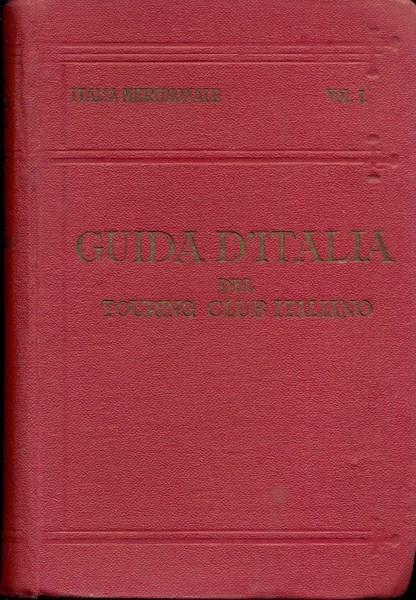 ITALIA MERIDIONALE VOL. I.
GUIDA D'ITALIA
DEL
TOURING CLUB ITALIANO